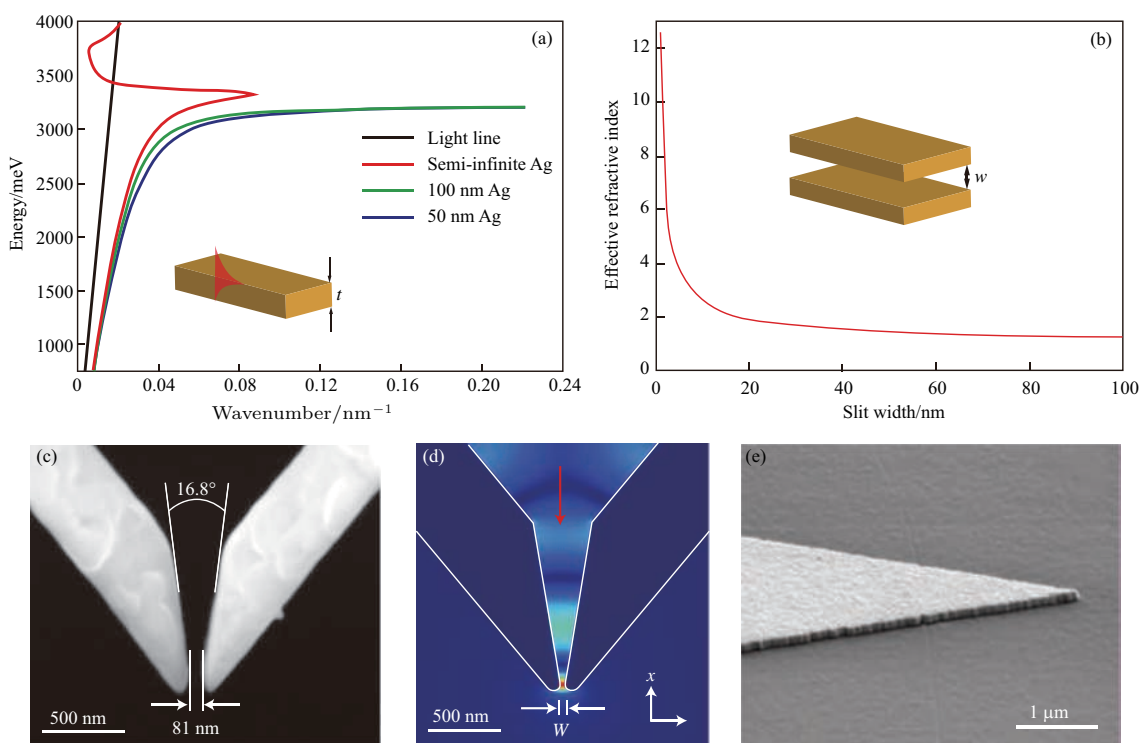 (a)
4000
3500
3000
2500
2000
1500
1000
Energy/meV
0
0.04
0.08
0.12
0.16
0.20
0.24
Wavenumber/nm⁻¹
Light line
Semi-infinite Ag
100 nm Ag
50 nm Ag
t
(b)
12
10
8
6
4
2
0
Effective refractive index
0
20
40
60
80
100
Slit width/nm
w
(c)
16.8°
500 nm
81 nm
(d)
500 nm
W
x
(e)
1 μm